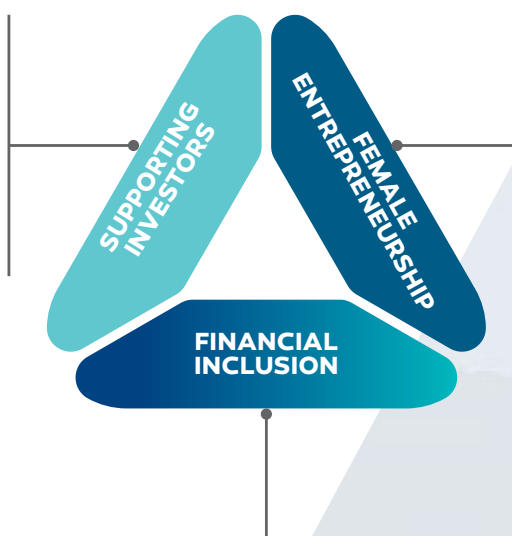 SUPPORTING
INVESTORS
FEMALE
ENTREPRENEURSHIP
FINANCIAL
INCLUSION